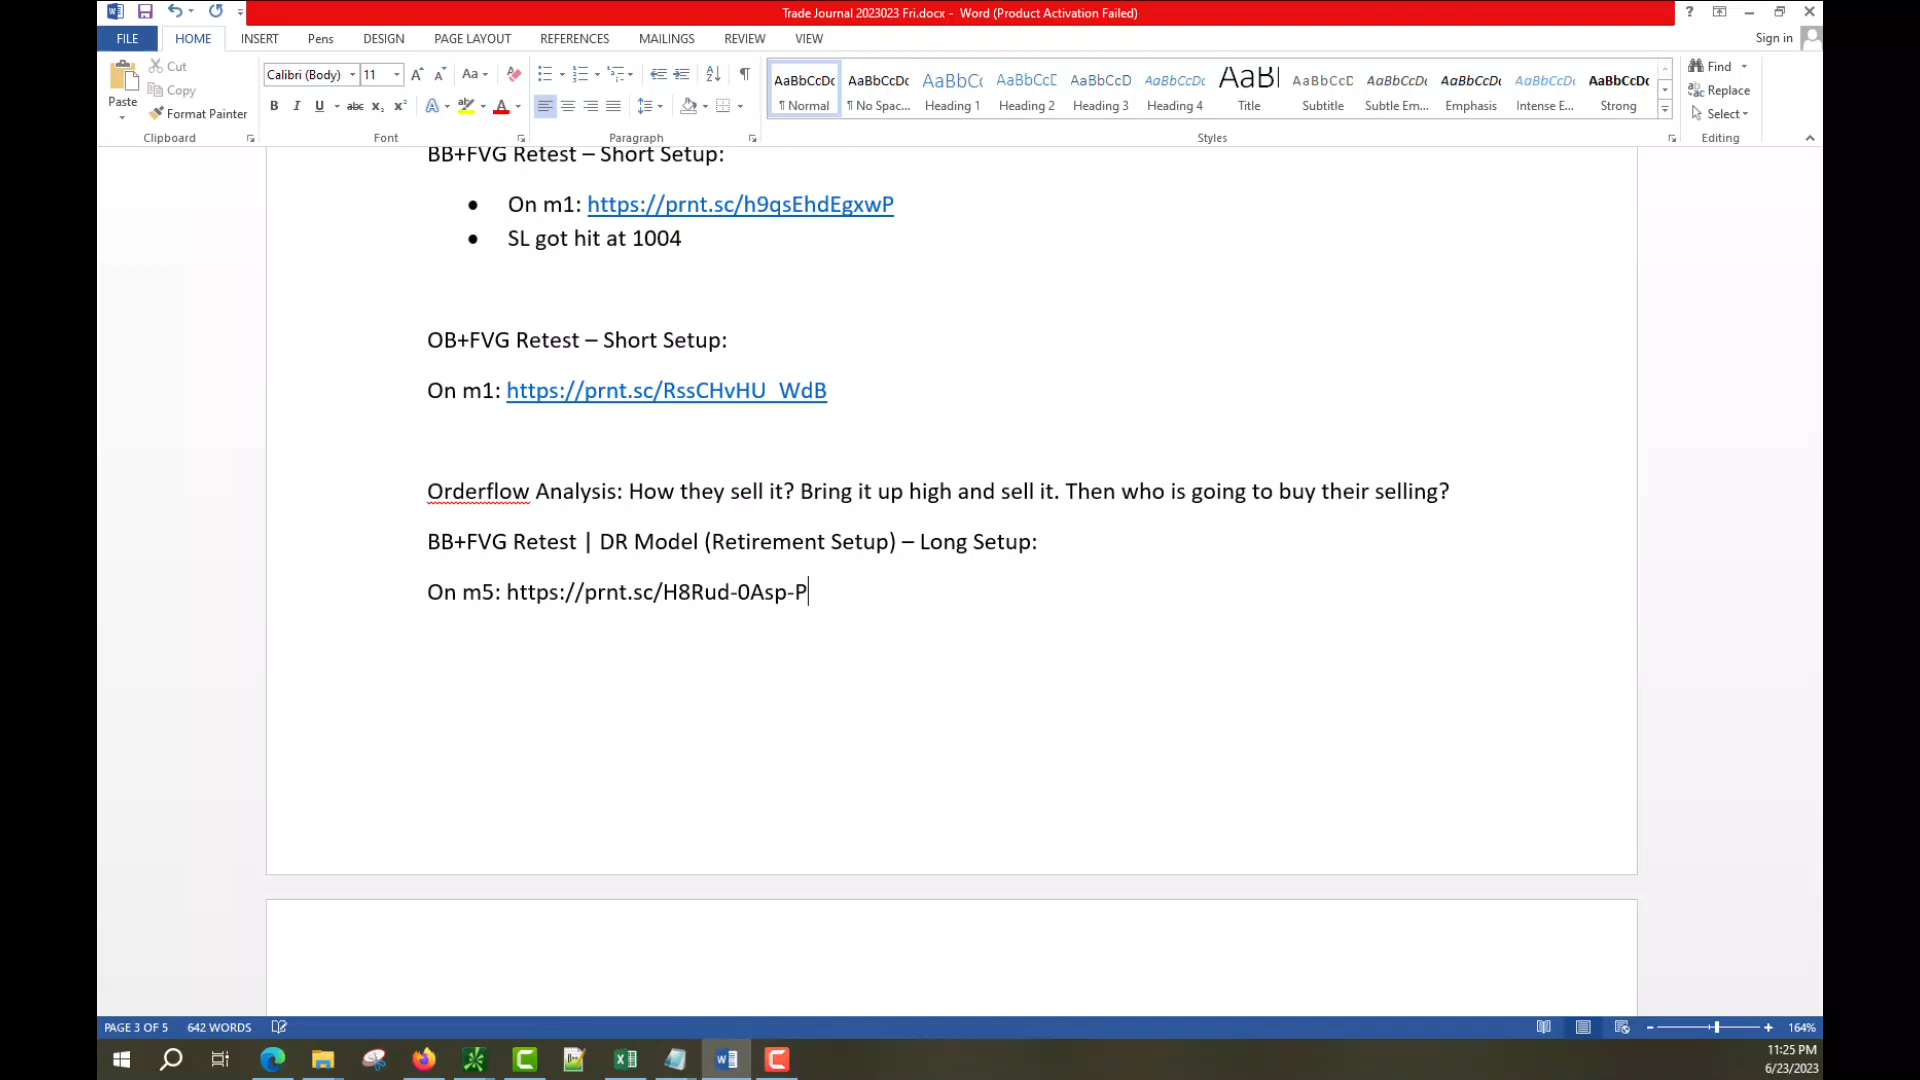 Trade Journal 2023023 Fri.docx - Word (Product Activation Failed)
FILE HOME INSERT Pens DESIGN PAGE LAYOUT REFERENCES MAILINGS REVIEW VIEW Sign in
Paste Cut
Copy
Format Painter
Calibri (Body) 11
AaBbCcDc AaBbCcDc AaBbC( AaBbCcE AaBbCcD AaBbCcDc AaBl AaBbCcD AaBbCcDc AaBbCcDc AaBbCcDc AaBbCcDc
¶ Normal ¶ No Spac... Heading 1 Heading 2 Heading 3 Heading 4 Title Subtitle Subtle Em... Emphasis Intense E... Strong
Find
Replace
Select
Clipboard Font Paragraph Styles Editing
BB+FVG Retest – Short Setup:
• On m1: https://prnt.sc/h9qsEhdEgxwP
• SL got hit at 1004
OB+FVG Retest – Short Setup:
On m1: https://prnt.sc/RssCHvHU_WdB
Orderflow Analysis: How they sell it? Bring it up high and sell it. Then who is going to buy their selling?
BB+FVG Retest | DR Model (Retirement Setup) – Long Setup:
On m5: https://prnt.sc/H8Rud-0Asp-P
PAGE 3 OF 5 642 WORDS 164%
11:25 PM
6/23/2023